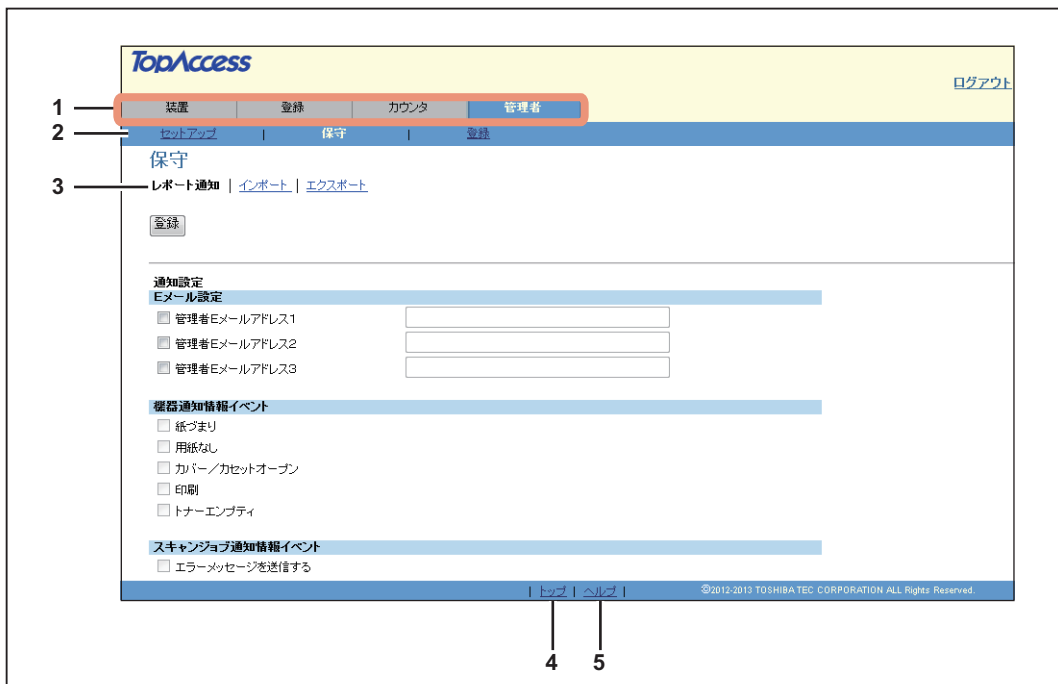 TopAccess
ログアウト
1 装置 登録 カウンタ 管理者
2 セットアップ | 保守 | 登録
保守
3 レポート通知 | インポート | エクスポート
登録
通知設定
Eメール設定
管理者Eメールアドレス1
管理者Eメールアドレス2
管理者Eメールアドレス3
機器通知情報イベント
紙づまり
用紙なし
カバー／カセットオープン
印刷
トナーエンプティ
スキャンジョブ通知情報イベント
エラーメッセージを送信する
| トップ | ヘルプ | ©2012-2013 TOSHIBA TEC CORPORATION ALL Rights Reserved.
4 5